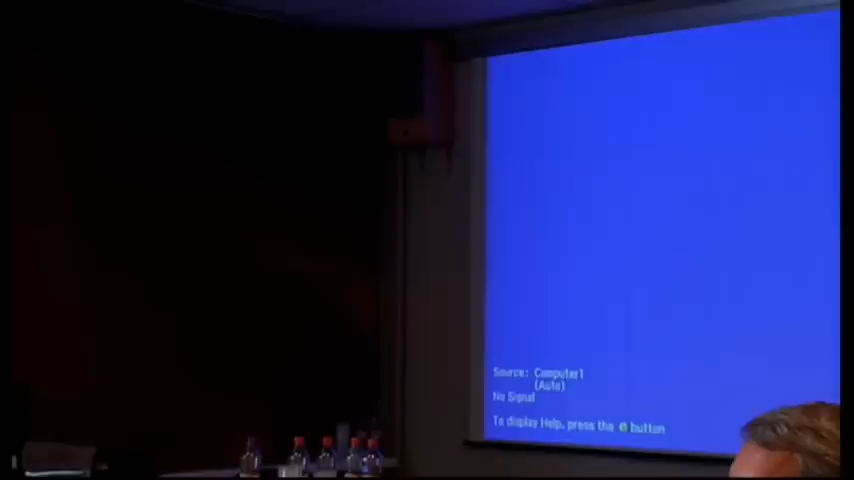 Source: Computer1
(Auto)
No Signal
To display Help, press the button